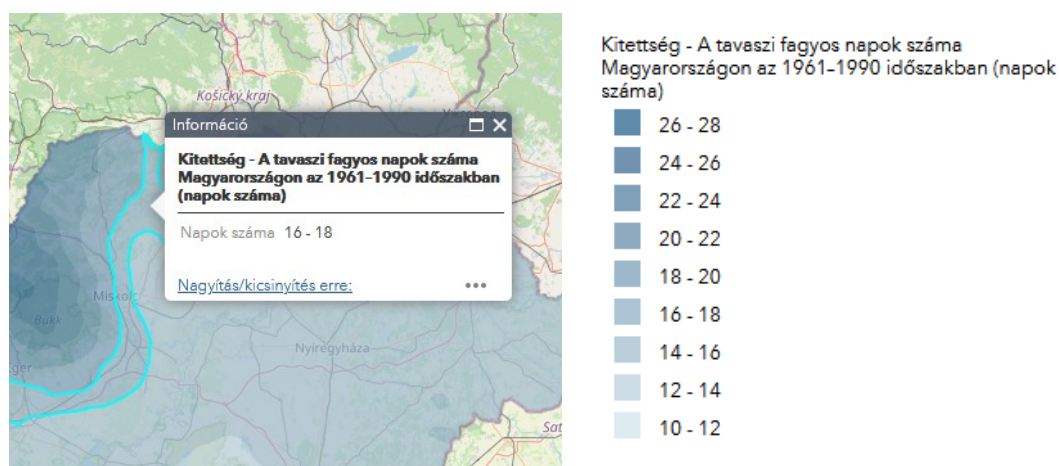 Košický kraj
Információ
Kitettség - A tavaszi fagyos napok száma
Magyarországon az 1961–1990 időszakban
(napok száma)
Napok száma 16 - 18
Nagyítás/kicsinyítés erre:
Miskolc
Bükk
Nyíregyháza
ger
Sat
Kitettség - A tavaszi fagyos napok száma
Magyarországon az 1961–1990 időszakban (napok
száma)
26 - 28
24 - 26
22 - 24
20 - 22
18 - 20
16 - 18
14 - 16
12 - 14
10 - 12